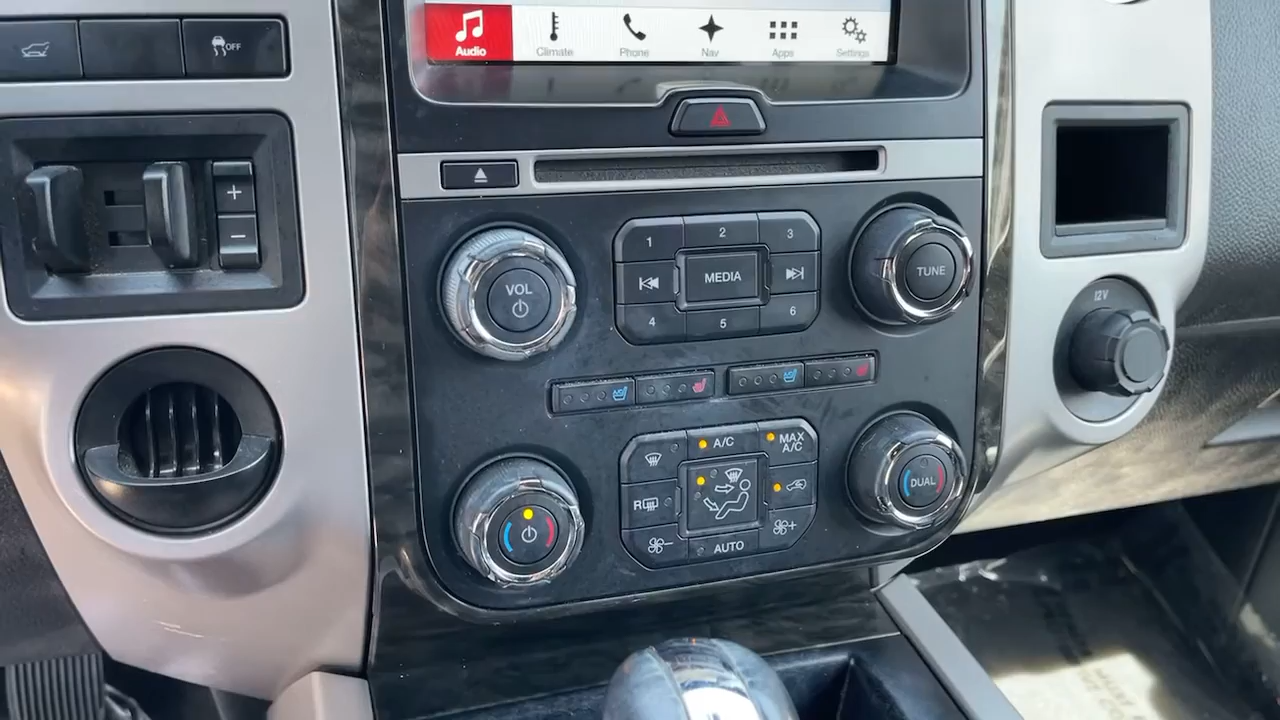 Audio
Climate
Phone
Nav
Apps
Settings
OFF
+
−
1
2
3
MEDIA
4
5
6
VOL
TUNE
12V
A/C
MAX
A/C
R
AUTO
−
+
DUAL